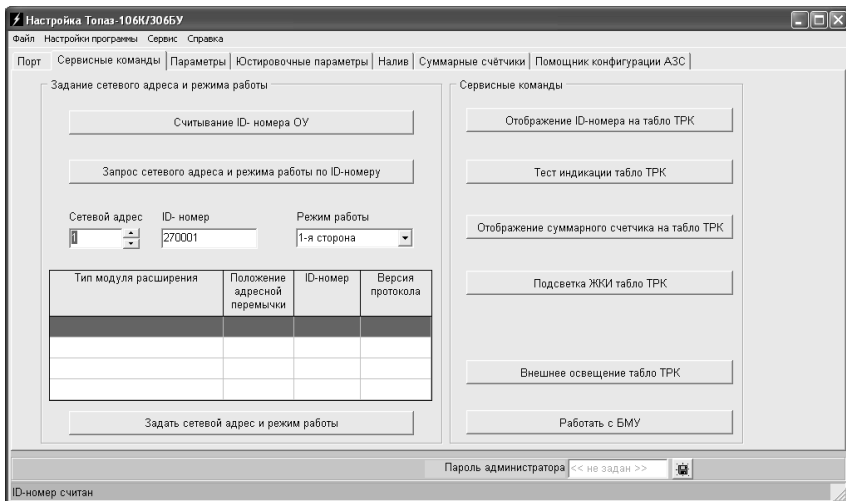 Настройка Топаз-106К/306БУ
Файл Настройки программы Сервис Справка
Порт Сервисные команды Параметры Юстировочные параметры Налив Суммарные счётчики Помощник конфигурации АЗС
Задание сетевого адреса и режима работы
Считывание ID- номера ОУ
Запрос сетевого адреса и режима работы по ID-номеру
Сетевой адрес ID- номер Режим работы
1 270001 1-я сторона
Тип модуля расширения Положение адресной перемычки ID-номер Версия протокола
Задать сетевой адрес и режим работы
Сервисные команды
Отображение ID-номера на табло ТРК
Тест индикации табло ТРК
Отображение суммарного счетчика на табло ТРК
Подсветка ЖКИ табло ТРК
Внешнее освещение табло ТРК
Работать с БМУ
Пароль администратора << не задан >>
ID-номер считан